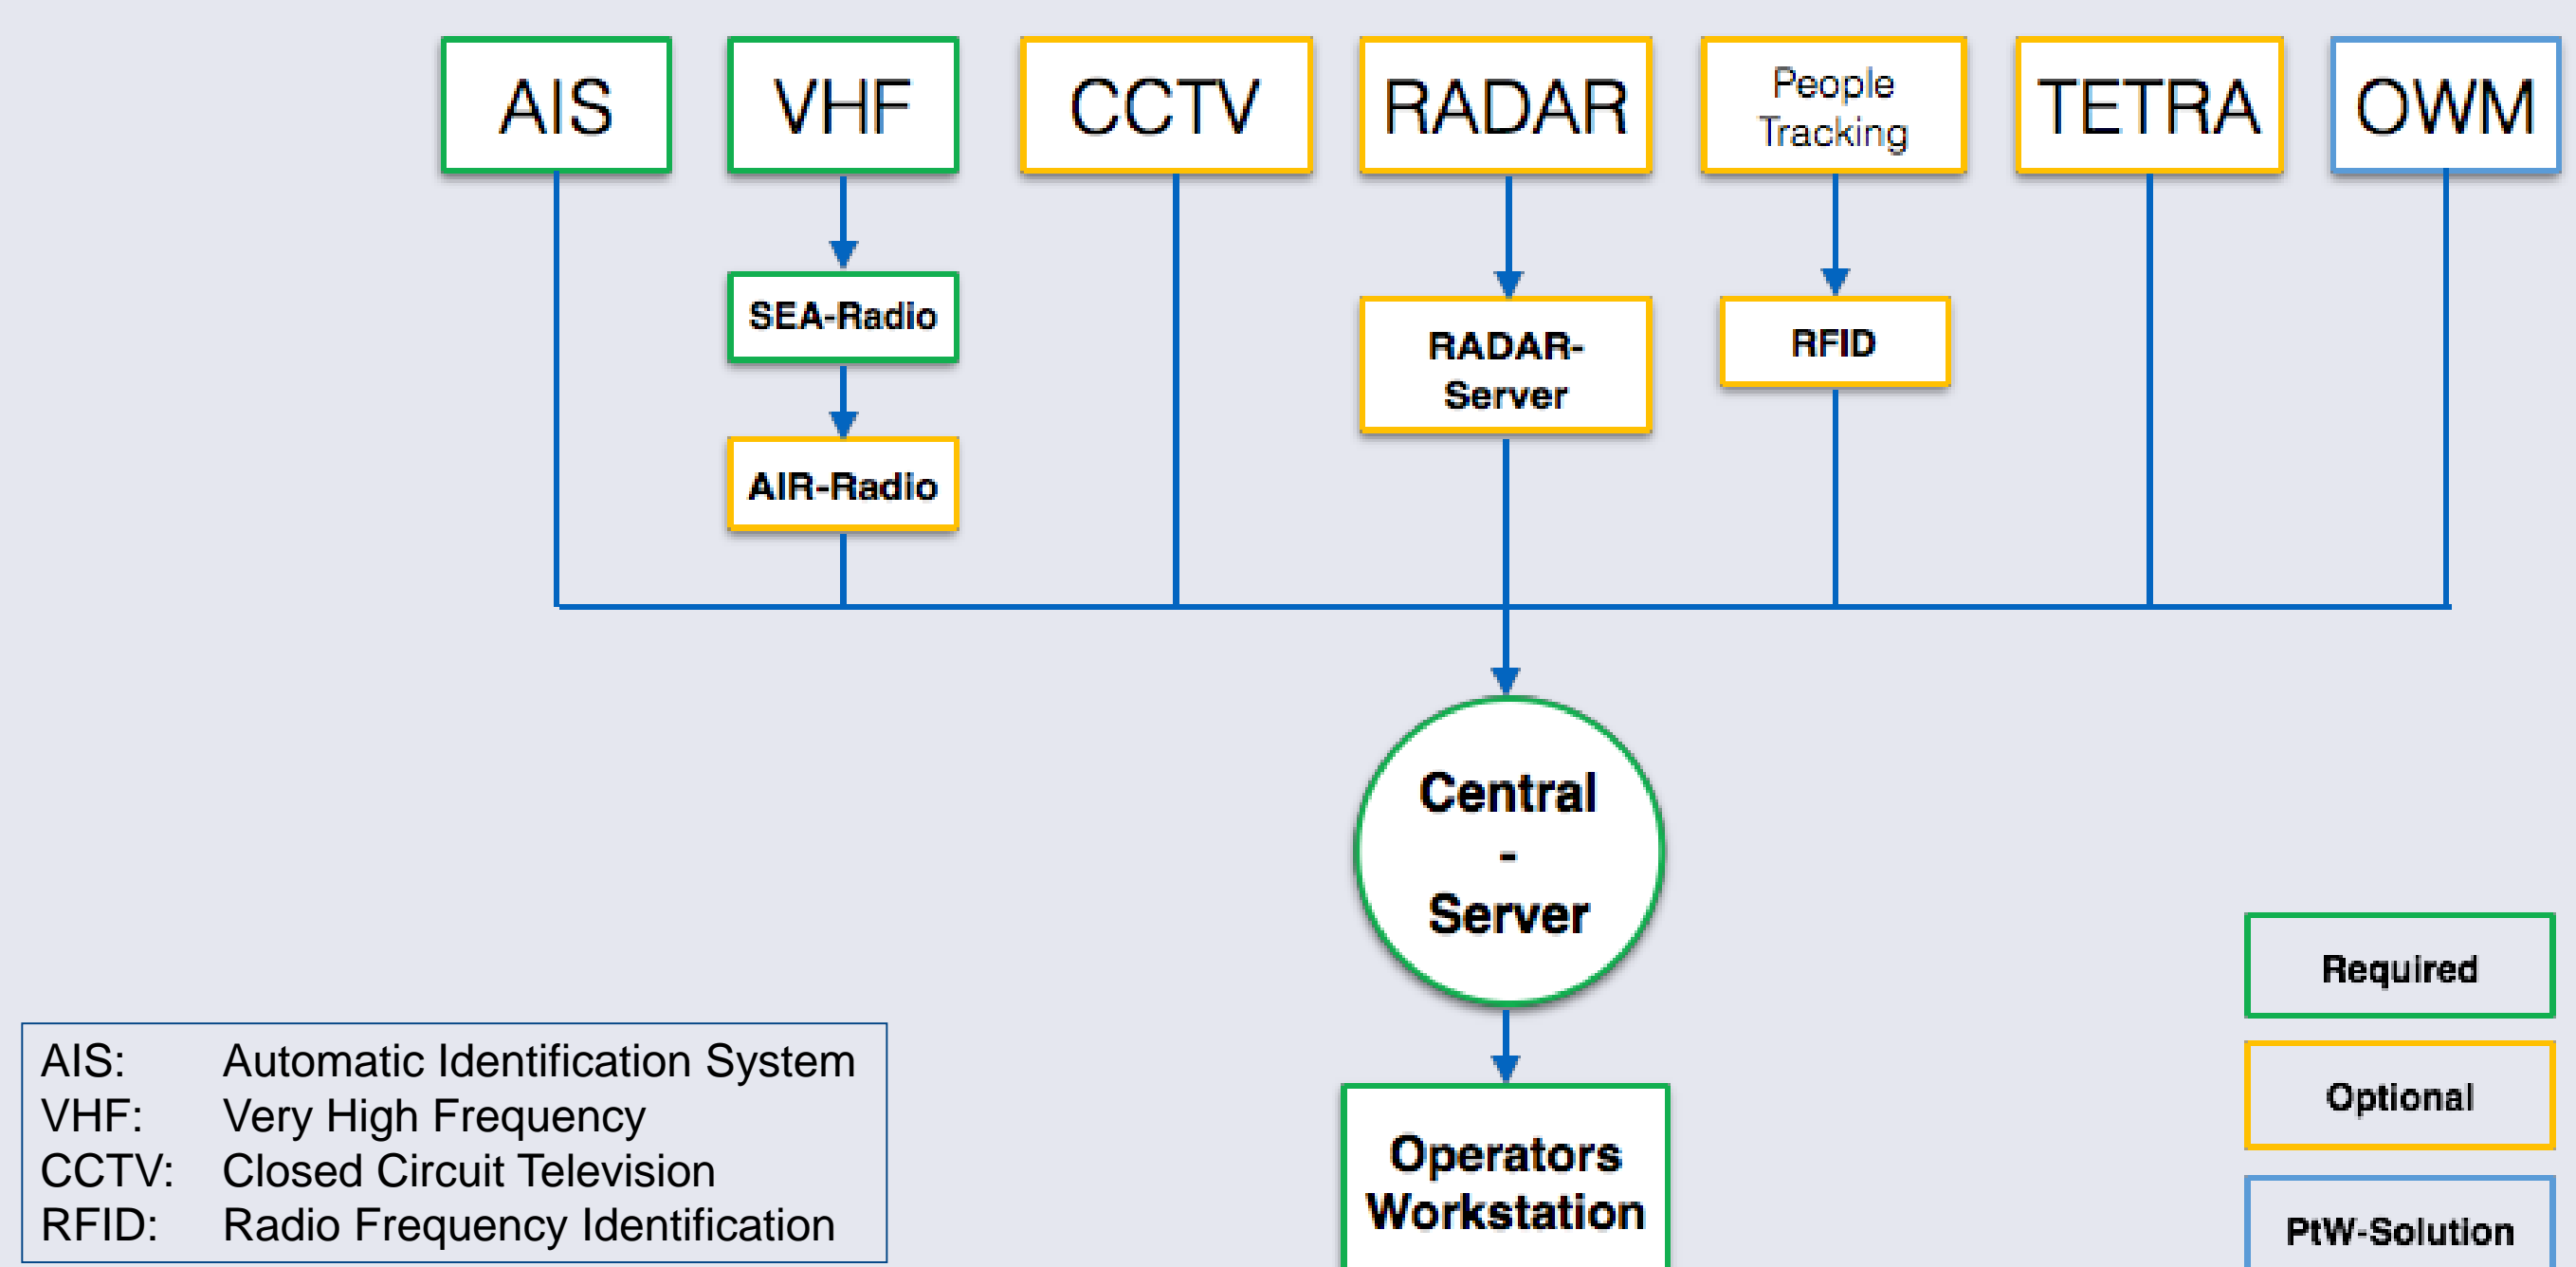 AIS
VHF
CCTV
RADAR
People
Tracking
TETRA
OWM
SEA-Radio
RADAR-
Server
RFID
AIR-Radio
Central
-
Server
Operators
Workstation
AIS: Automatic Identification System
VHF: Very High Frequency
CCTV: Closed Circuit Television
RFID: Radio Frequency Identification
Required
Optional
PtW-Solution